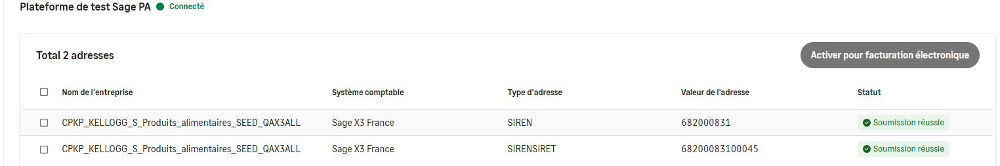 Plateforme de test Sage PA Connecté
Total 2 adresses Activer pour facturation électronique
Nom de l'entreprise Système comptable Type d'adresse Valeur de l'adresse Statut
CPKP_KELLOGG_S_Produits_alimentaires_SEED_QAX3ALL Sage X3 France SIREN 682000831 Soumission réussie
CPKP_KELLOGG_S_Produits_alimentaires_SEED_QAX3ALL Sage X3 France SIRENSIRET 68200083100045 Soumission réussie